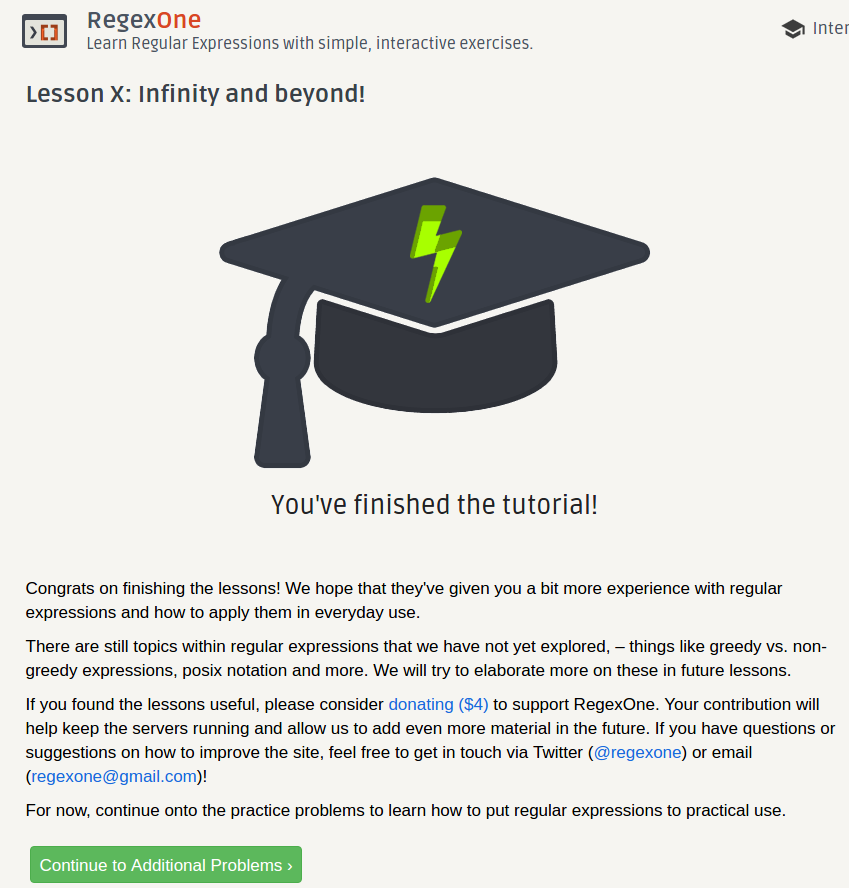 RegexOne
Learn Regular Expressions with simple, interactive exercises.
Inter
Lesson X: Infinity and beyond!
You've finished the tutorial!
Congrats on finishing the lessons! We hope that they've given you a bit more experience with regular
expressions and how to apply them in everyday use.
There are still topics within regular expressions that we have not yet explored, – things like greedy vs. non-
greedy expressions, posix notation and more. We will try to elaborate more on these in future lessons.
If you found the lessons useful, please consider donating ($4) to support RegexOne. Your contribution will
help keep the servers running and allow us to add even more material in the future. If you have questions or
suggestions on how to improve the site, feel free to get in touch via Twitter (@regexone) or email
(regexone@gmail.com)!
For now, continue onto the practice problems to learn how to put regular expressions to practical use.
Continue to Additional Problems ›